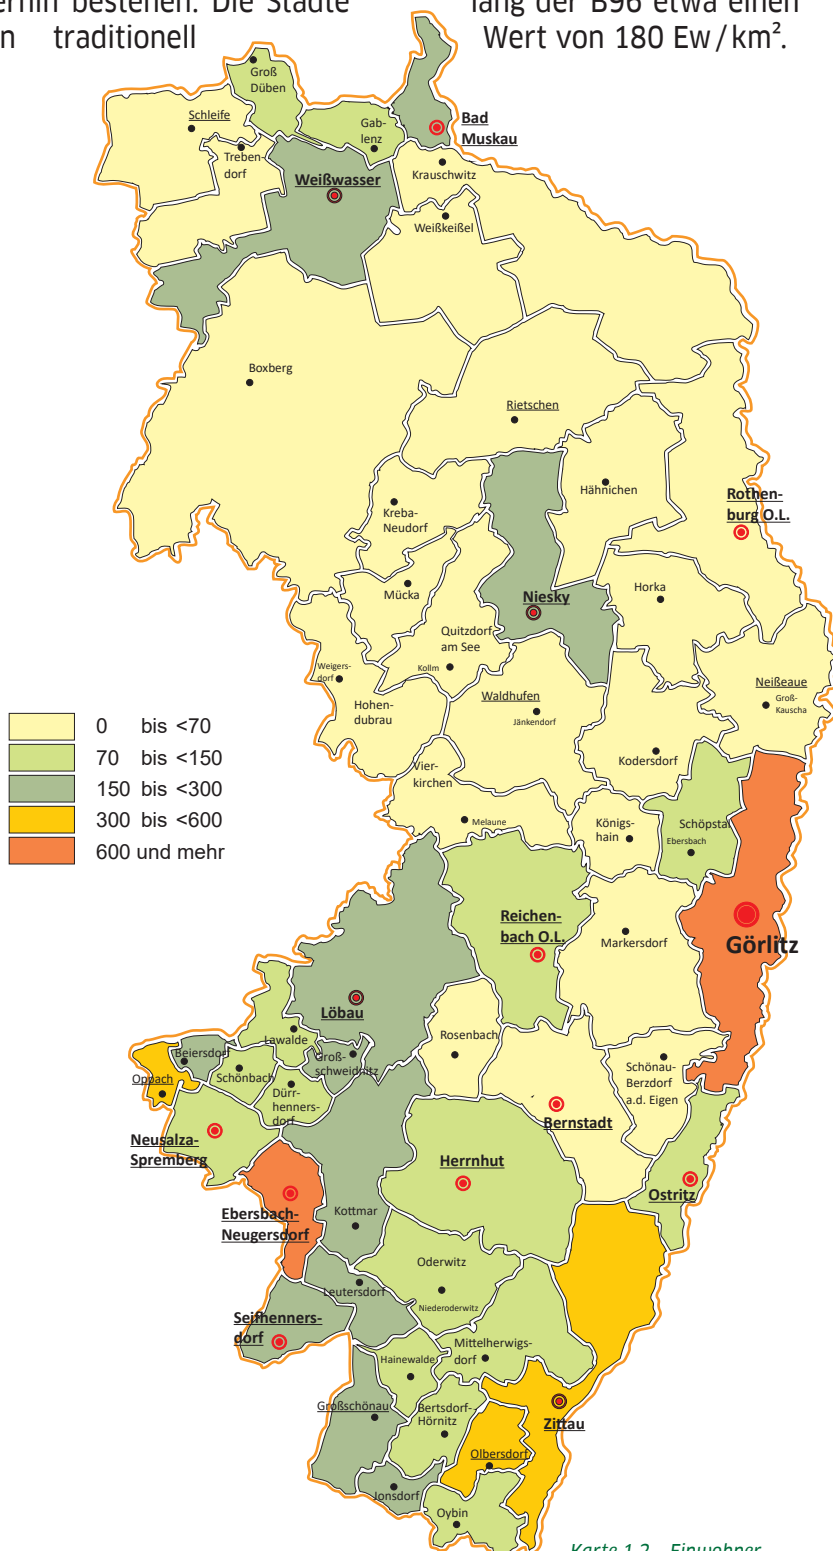 ernin bestehen. Die Städte
n traditionell
lang der B96 etwa einen
Wert von 180 Ew / km².
Groß
Düben
Schleife
Gab-
lenz
Bad
Muskau
Treben-
dorf
Weißwasser
Krauschwitz
Weißkeißel
Boxberg
Rietschen
Hähnichen
Rothen-
burg O.L.
Kreba-
Neudorf
Mücka
Niesky
Horka
Quitzdorf
am See
Kollm
Weigers-
dorf
Hohen-
dubrau
Waldhufen
Jänkendorf
Neißeaue
Groß-
Kauscha
Kodersdorf
Vier-
kirchen
Melaune
Königs-
hain
Schöpstal
Ebersbach
0 bis <70
70 bis <150
150 bis <300
300 bis <600
600 und mehr
Reichen-
bach O.L.
Markersdorf
Görlitz
Löbau
Rosenbach
Lawalde
Beiersdorf
Groß-
schweidnitz
Oppach
Schönbach
Dürr-
henners-
dorf
Schönau-
Berzdorf
a.d. Eigen
Bernstadt
Neusalza-
Spremberg
Herrnhut
Ostritz
Ebersbach-
Neugersdorf
Kottmar
Oderwitz
Niederoderwitz
Leutersdorf
Seifhenners-
dorf
Mittelherwigs-
dorf
Hainewalde
Großschönau
Bertsdorf-
Hörnitz
Zittau
Olbersdorf
Jonsdorf
Oybin
Karte 1.2 Einwohner